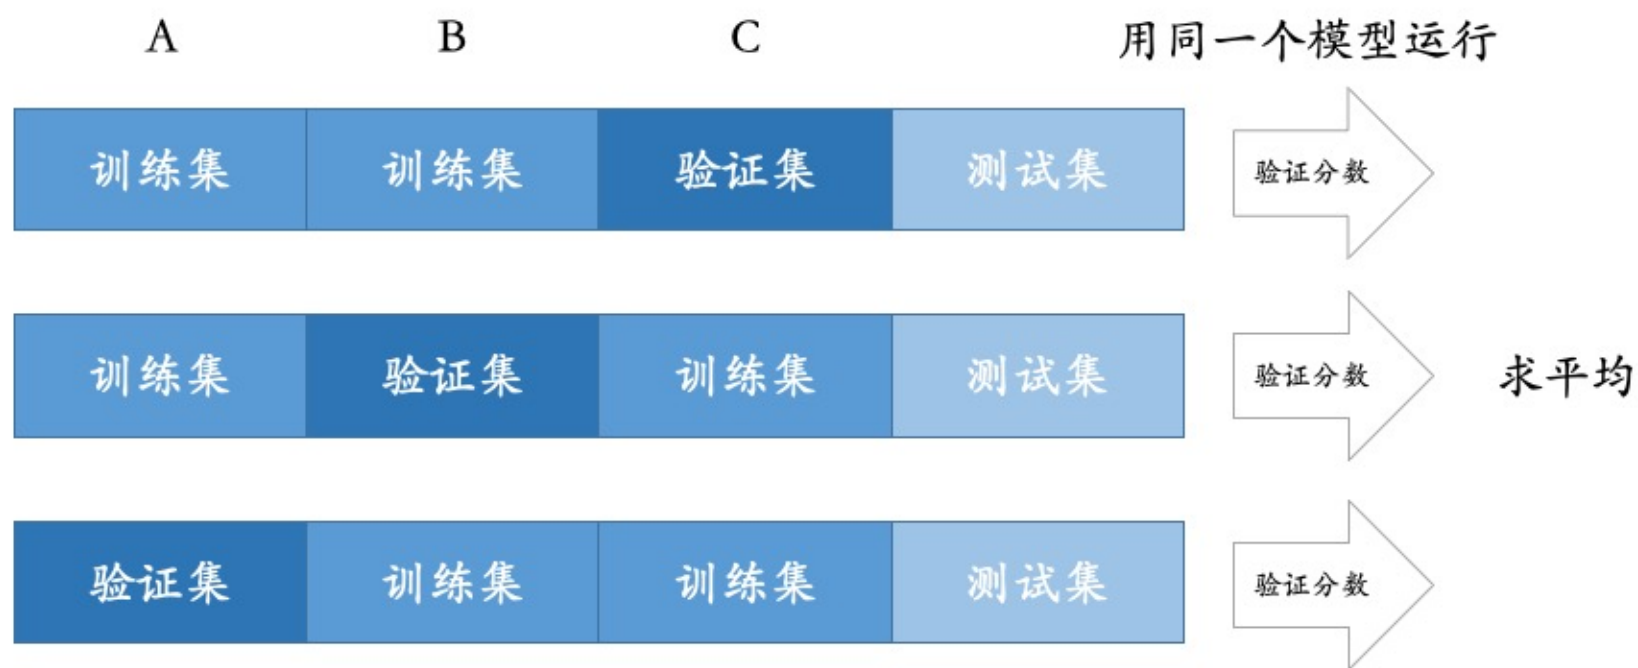 A B C 用同一个模型运行
训练集 训练集 验证集 测试集 验证分数
训练集 验证集 训练集 测试集 验证分数 求平均
验证集 训练集 训练集 测试集 验证分数